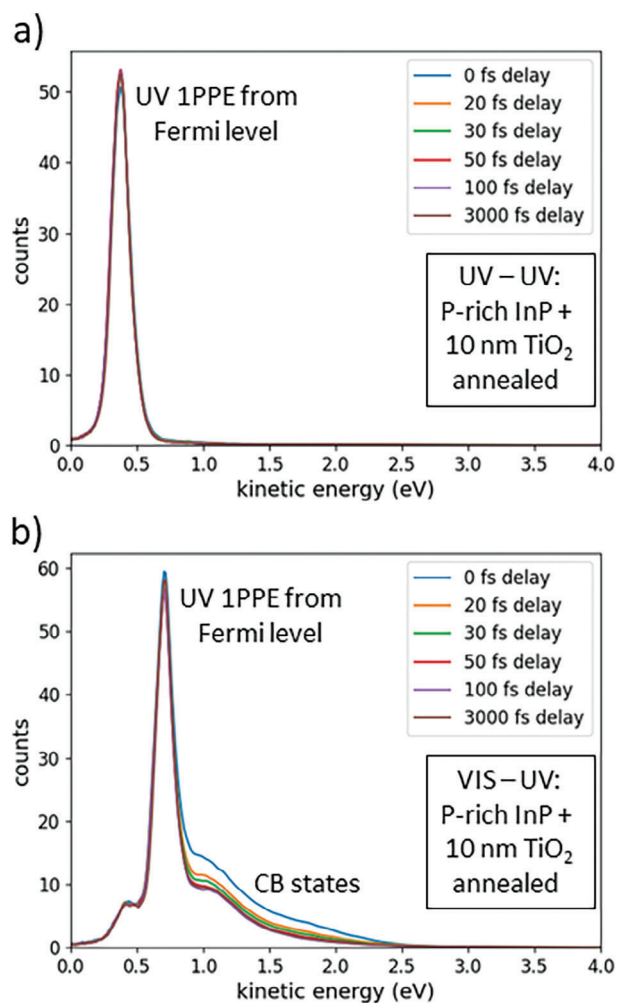 a)
UV 1PPE from
Fermi level
0 fs delay
20 fs delay
30 fs delay
50 fs delay
100 fs delay
3000 fs delay
UV – UV:
P-rich InP +
10 nm TiO₂
annealed
counts
50
40
30
20
10
0
0.0 0.5 1.0 1.5 2.0 2.5 3.0 3.5 4.0
kinetic energy (eV)
b)
UV 1PPE from
Fermi level
0 fs delay
20 fs delay
30 fs delay
50 fs delay
100 fs delay
3000 fs delay
VIS – UV:
P-rich InP +
10 nm TiO₂
annealed
CB states
counts
60
50
40
30
20
10
0
0.0 0.5 1.0 1.5 2.0 2.5 3.0 3.5 4.0
kinetic energy (eV)